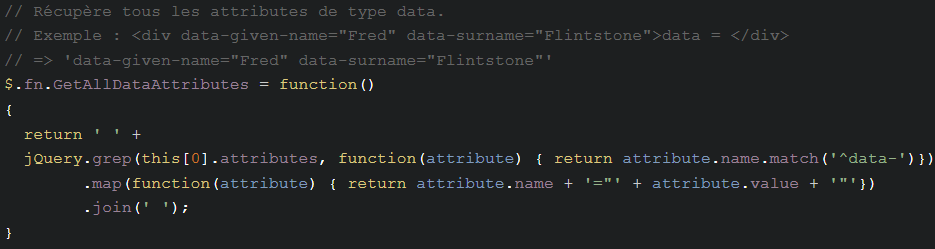 // Récupère tous les attributes de type data.
// Exemple : <div data-given-name="Fred" data-surname="Flintstone">data = </div>
// => 'data-given-name="Fred" data-surname="Flintstone"'
$.fn.GetAllDataAttributes = function()
{
  return ' ' +
  jQuery.grep(this[0].attributes, function(attribute) { return attribute.name.match('^data-')})
        .map(function(attribute) { return attribute.name + '="' + attribute.value + '"'})
        .join(' ');
}